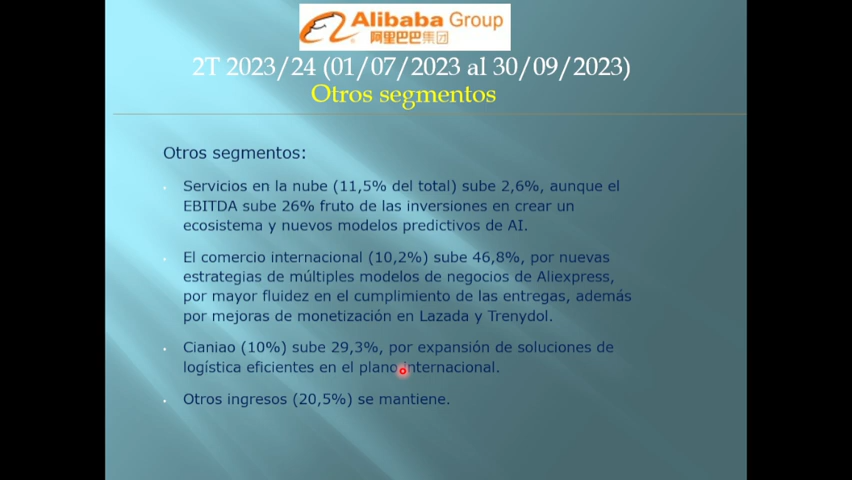 Alibaba Group
阿里巴巴集团
2T 2023/24 (01/07/2023 al 30/09/2023)
Otros segmentos
Otros segmentos:
Servicios en la nube (11,5% del total) sube 2,6%, aunque el
EBITDA sube 26% fruto de las inversiones en crear un
ecosistema y nuevos modelos predictivos de AI.
El comercio internacional (10,2%) sube 46,8%, por nuevas
estrategias de múltiples modelos de negocios de Aliexpress,
por mayor fluidez en el cumplimiento de las entregas, además
por mejoras de monetización en Lazada y Trenydol.
Cianiao (10%) sube 29,3%, por expansión de soluciones de
logística eficientes en el plano internacional.
Otros ingresos (20,5%) se mantiene.